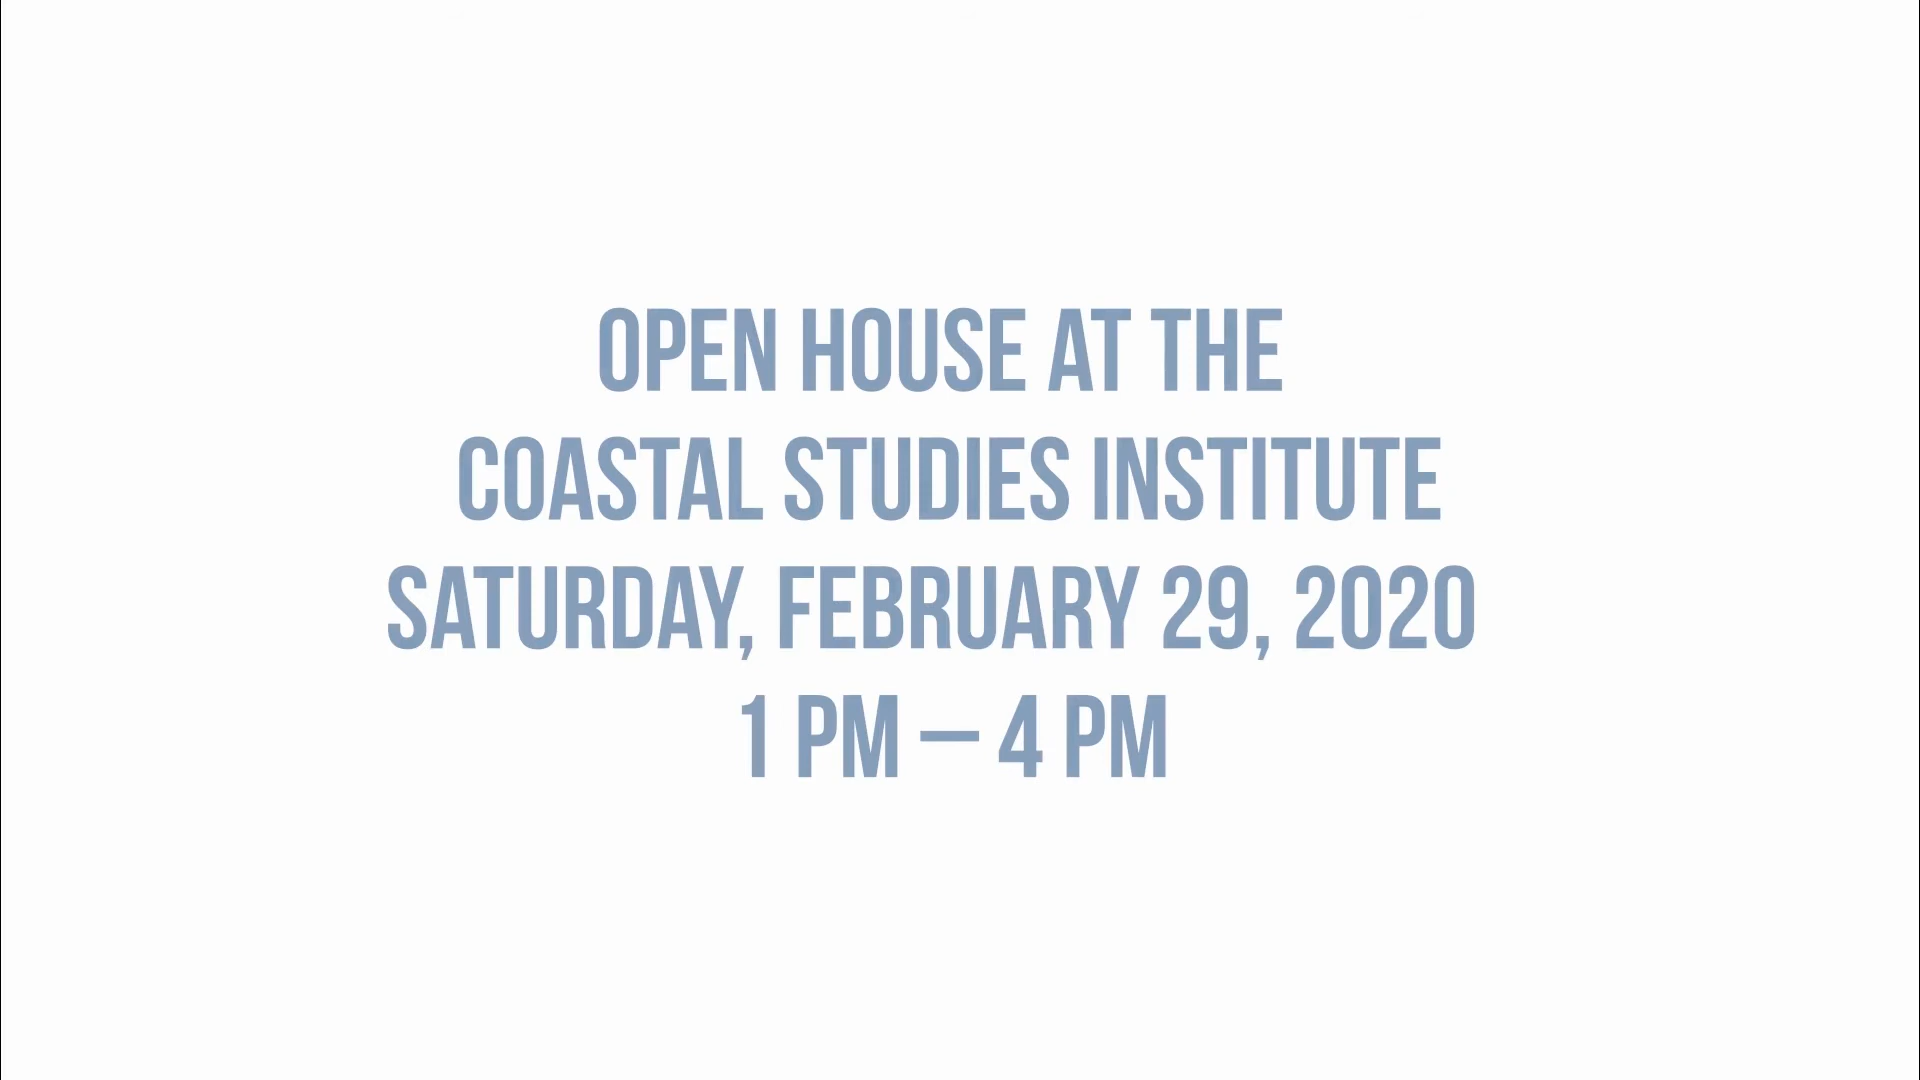 OPEN HOUSE AT THE
COASTAL STUDIES INSTITUTE
SATURDAY, FEBRUARY 29, 2020
1 PM – 4 PM